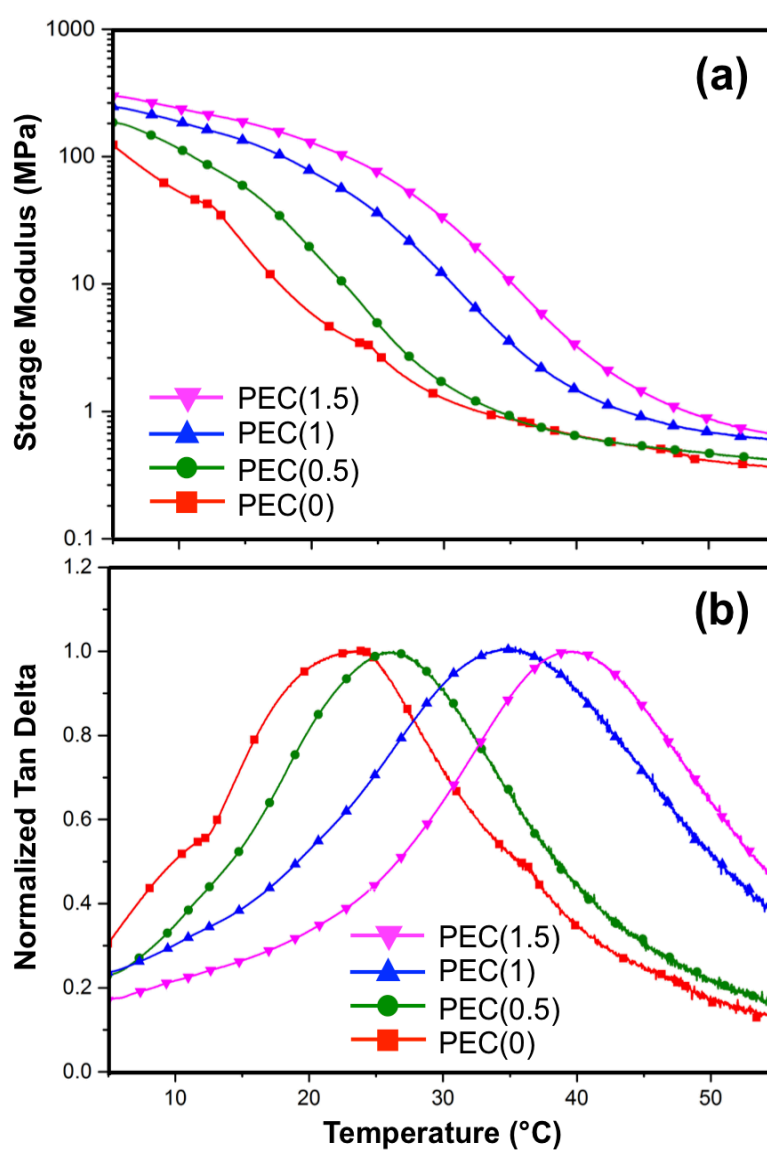 1000
(a)
100
Storage Modulus (MPa)
10
1
0.1
PEC(1.5)
PEC(1)
PEC(0.5)
PEC(0)
1.2
(b)
1.0
0.8
Normalized Tan Delta
0.6
0.4
0.2
0.0
PEC(1.5)
PEC(1)
PEC(0.5)
PEC(0)
10 20 30 40 50
Temperature (°C)